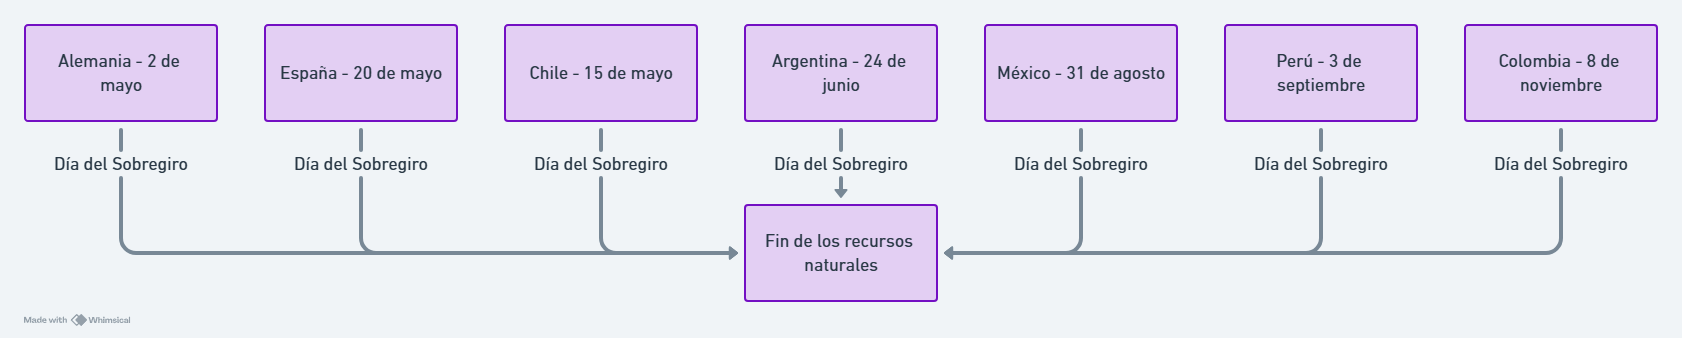 Alemania - 2 de
mayo
España - 20 de mayo
Chile - 15 de mayo
Argentina - 24 de
junio
México - 31 de agosto
Perú - 3 de
septiembre
Colombia - 8 de
noviembre
Día del Sobregiro
Día del Sobregiro
Día del Sobregiro
Día del Sobregiro
Día del Sobregiro
Día del Sobregiro
Día del Sobregiro
Fin de los recursos
naturales
Made with Whimsical